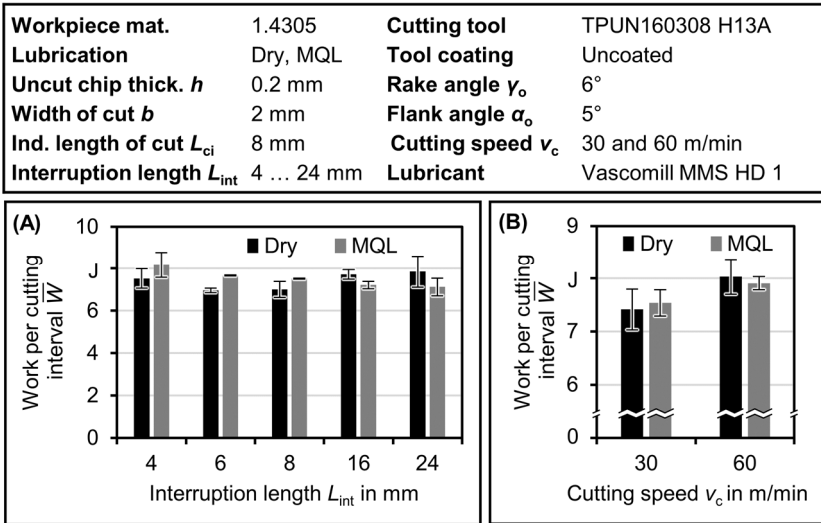 Workpiece mat. 1.4305 Cutting tool TPUN160308 H13A
Lubrication Dry, MQL Tool coating Uncoated
Uncut chip thick. h 0.2 mm Rake angle γo 6°
Width of cut b 2 mm Flank angle αo 5°
Ind. length of cut Lci 8 mm Cutting speed vc 30 and 60 m/min
Interruption length Lint 4 … 24 mm Lubricant Vascomill MMS HD 1
(A)
Work per cutting
interval W̅
10
J
6
4
2
0
Dry MQL
4 6 8 16 24
Interruption length Lint in mm
(B)
Work per cutting
interval W̅
9
J
7
6
0
Dry MQL
30 60
Cutting speed vc in m/min